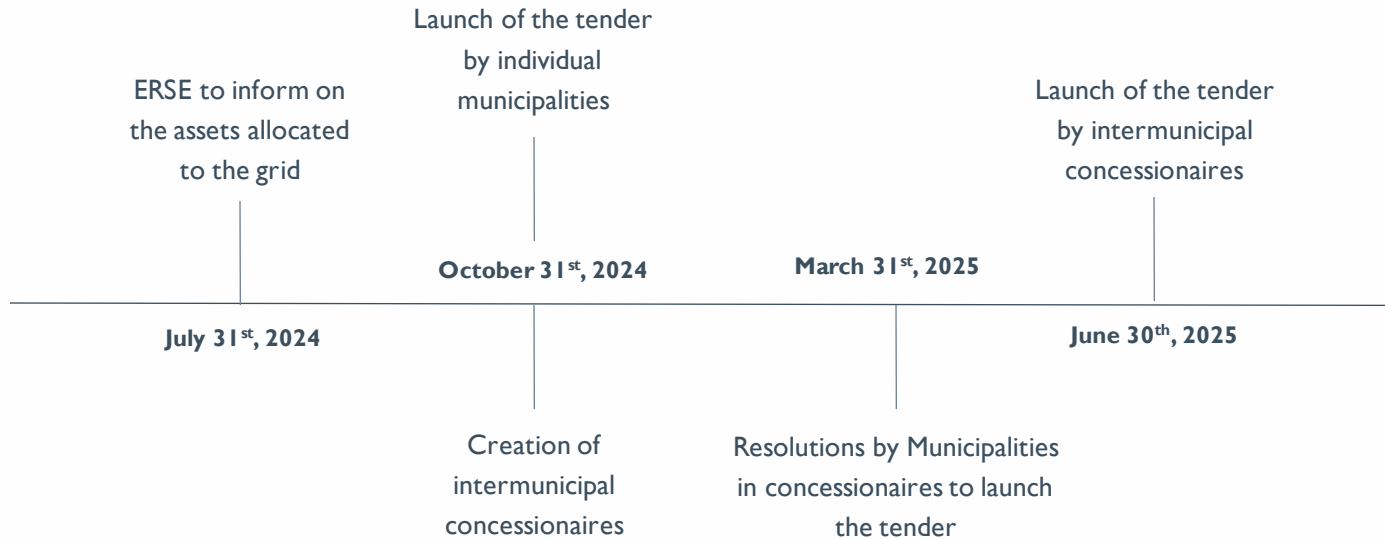 ERSE to inform on
the assets allocated
to the grid
July 31st, 2024
Launch of the tender
by individual
municipalities
October 31st, 2024
Creation of
intermunicipal
concessionaires
March 31st, 2025
Resolutions by Municipalities
in concessionaires to launch
the tender
Launch of the tender
by intermunicipal
concessionaires
June 30th, 2025